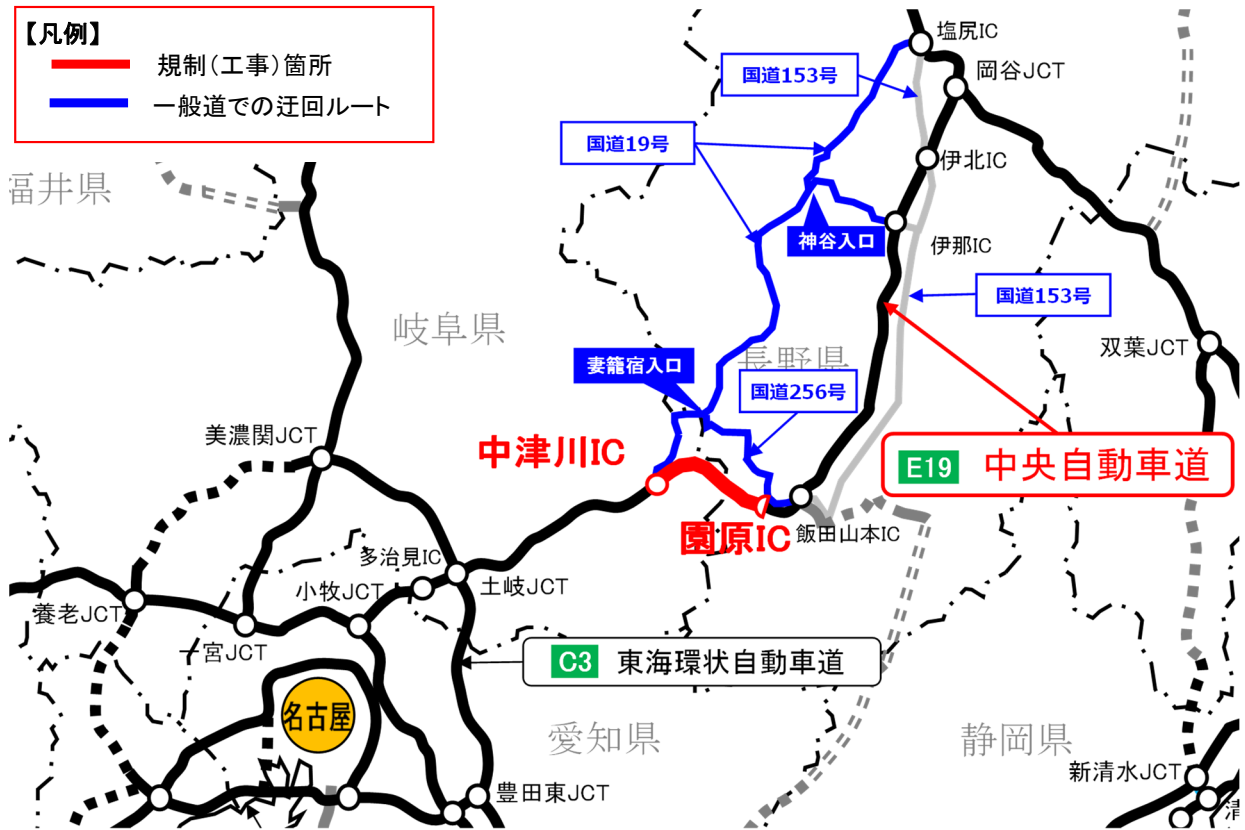 【凡例】
規制（工事）箇所
一般道での迂回ルート
塩尻IC
国道153号
岡谷JCT
国道19号
伊北IC
福井県
神谷入口
伊那IC
国道153号
岐阜県
双葉JCT
長野県
妻籠宿入口
国道256号
美濃関JCT
中津川IC
E19 中央自動車道
園原IC
飯田山本IC
多治見IC
小牧JCT
土岐JCT
養老JCT
一宮JCT
C3 東海環状自動車道
名古屋
愛知県
静岡県
新清水JCT
豊田東JCT